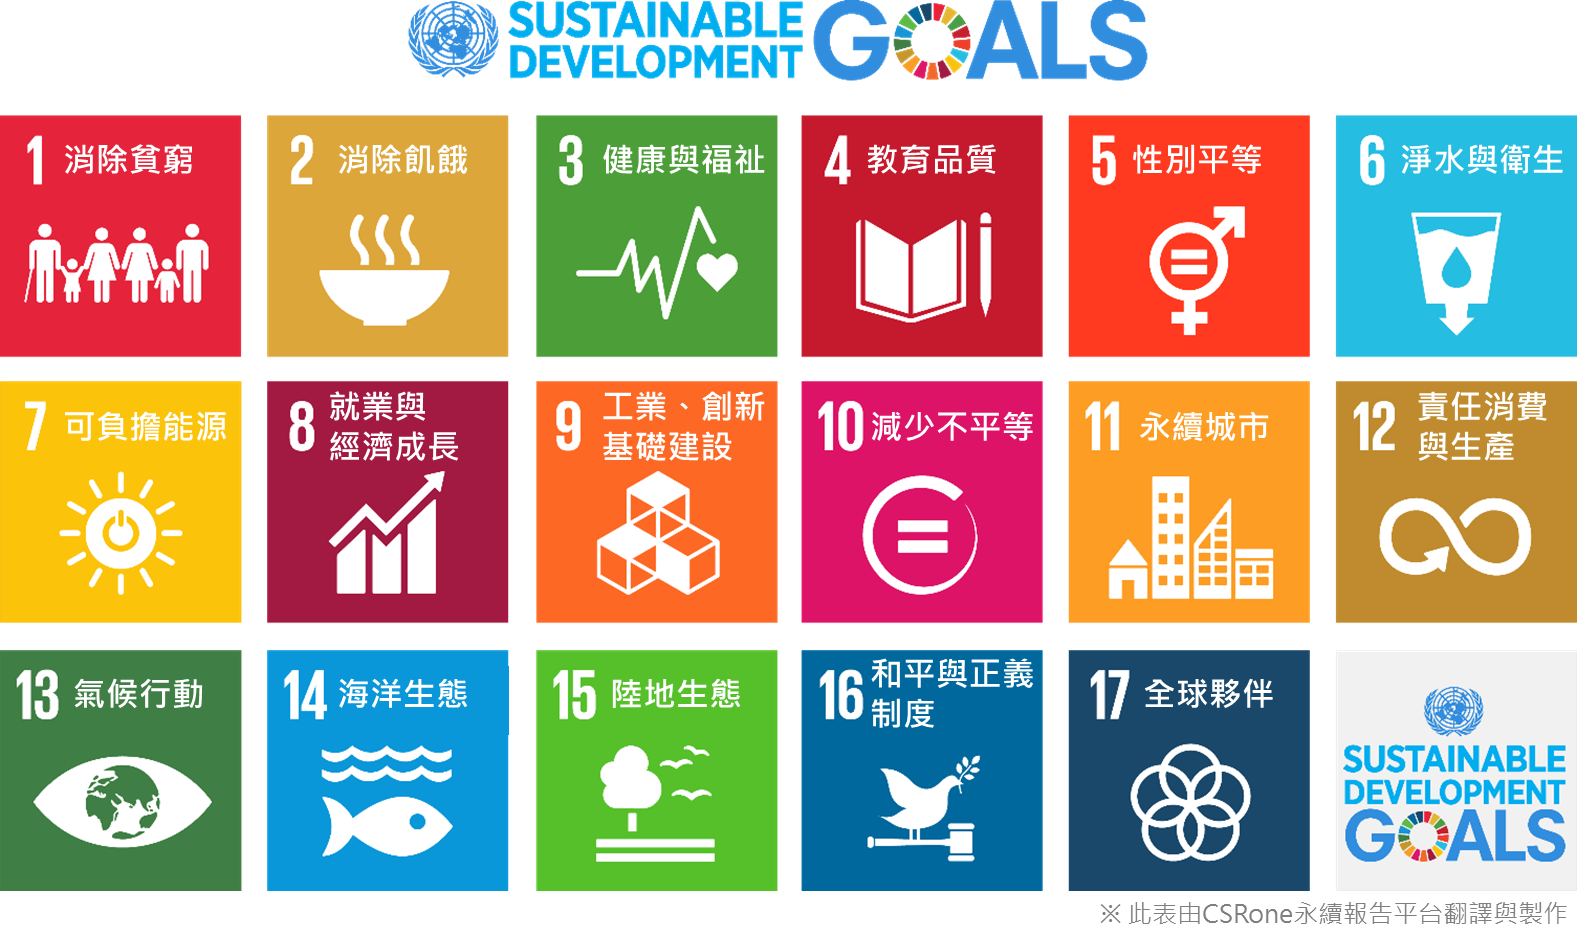 SUSTAINABLE
DEVELOPMENT
GOALS
1 消除貧窮
2 消除飢餓
3 健康與福祉
4 教育品質
5 性別平等
6 淨水與衛生
7 可負擔能源
8 就業與
經濟成長
9 工業、創新
基礎建設
10 減少不平等
11 永續城市
12 責任消費
與生產
13 氣候行動
14 海洋生態
15 陸地生態
16 和平與正義
制度
17 全球夥伴
SUSTAINABLE
DEVELOPMENT
GOALS
※ 此表由CSRone永續報告平台翻譯與製作